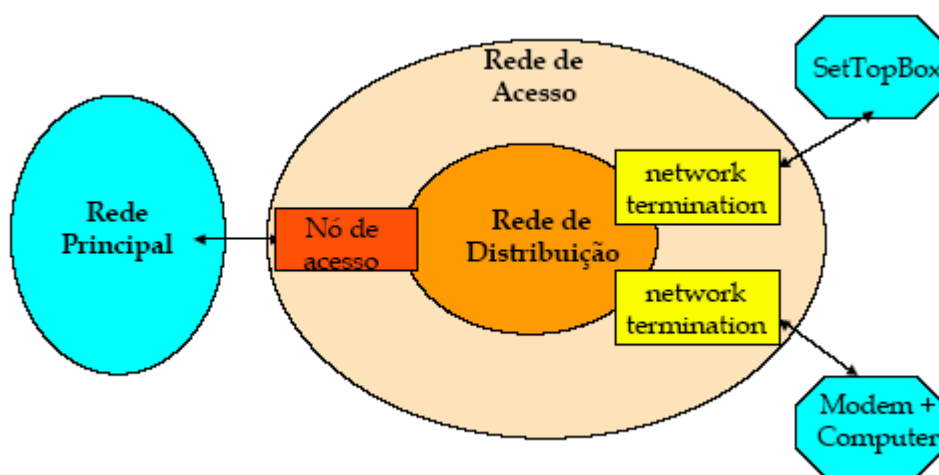 Rede
Principal
Rede de
Acesso
Nó de
acesso
Rede de
Distribuição
network
termination
network
termination
SetTopBox
Modem +
Computer